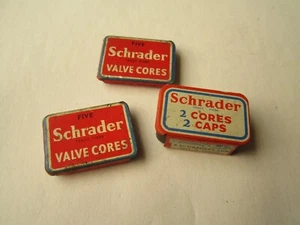 FIVE
Schrader
VALVE CORES
FIVE
Schrader
VALVE CORES
Schrader
2 CORES
2 CAPS